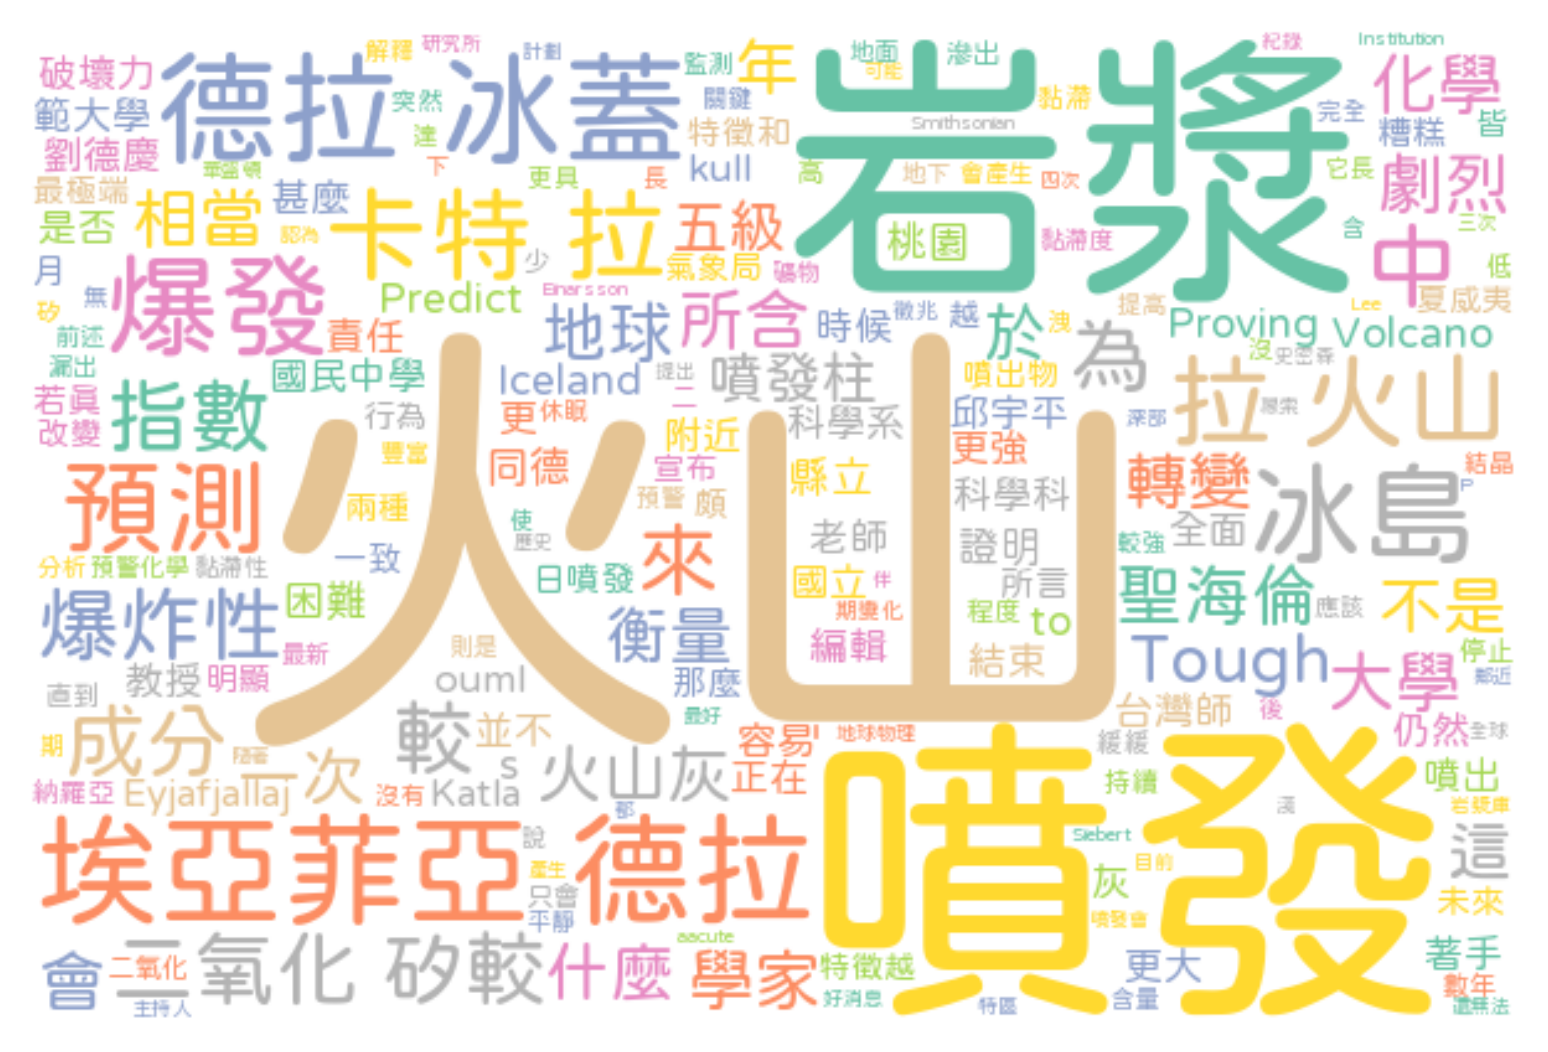 破壞力 德拉冰蓋 解釋 研究所 計劃 監測 年 地面 可能 滲出 岩漿 紀錄 Institution
範大學 突然 關鍵 黏滯 化學 完全 糟糕 皆
劉德慶 達 特徵和 Smithsonian
最極端 華盛頓 甚麼 下 更具 長 kull 高 地下 會產生 四次 它長 劇烈
是否 相當 認為 卡特 拉 五級 桃園 黏滯度 含 三次
月 無 爆發 少 氣象局 礦物 中 低
矽 Predict Einarsson 所含 時候 徵兆 越 於 洩 提高 Lee 夏威夷
前述 責任 地球 為 Proving Volcano
漏出 國民中學 Iceland 提出 噴發柱 噴出物 沒 史密森
若真 指數 行為 更 休眠 二 科學系 邱宇平 深部 尋索 拉火山
改變 豐富 附近 更強
預測 火山 同德 宣布 縣立 科學科 轉變 冰島 結晶
兩種 預警 頗 P
使 歷史 來 老師 證明 較強 全面
分析 預警化學 黏滯性 一致 日噴發 國立 伴 所言
爆炸性 困難 衡量 期變化 程度 to 聖海倫 應該 不是
最新 則是 編輯 結束 Tough 大學 停止
直到 教授 明顯 ouml 那麼 鄰近
成分 較 並不 最好 容易 地球物理 台灣師 後 仍然 全球
期 隨著 二次 s 火山灰 正在 緩緩 持續 噴出
納羅亞 Eyjafjallaj 沒有 Katla 都 淺 岩漿庫
埃亞菲亞德拉 說 噴發 Siebert 這
產生 只會 灰 目前
平靜 噴發會 未來
會 二氧化 二氧化 矽較 什麼 aacute 學家 特徵越 更大 著手
主持人 好消息 特區 含量 數年 還無法